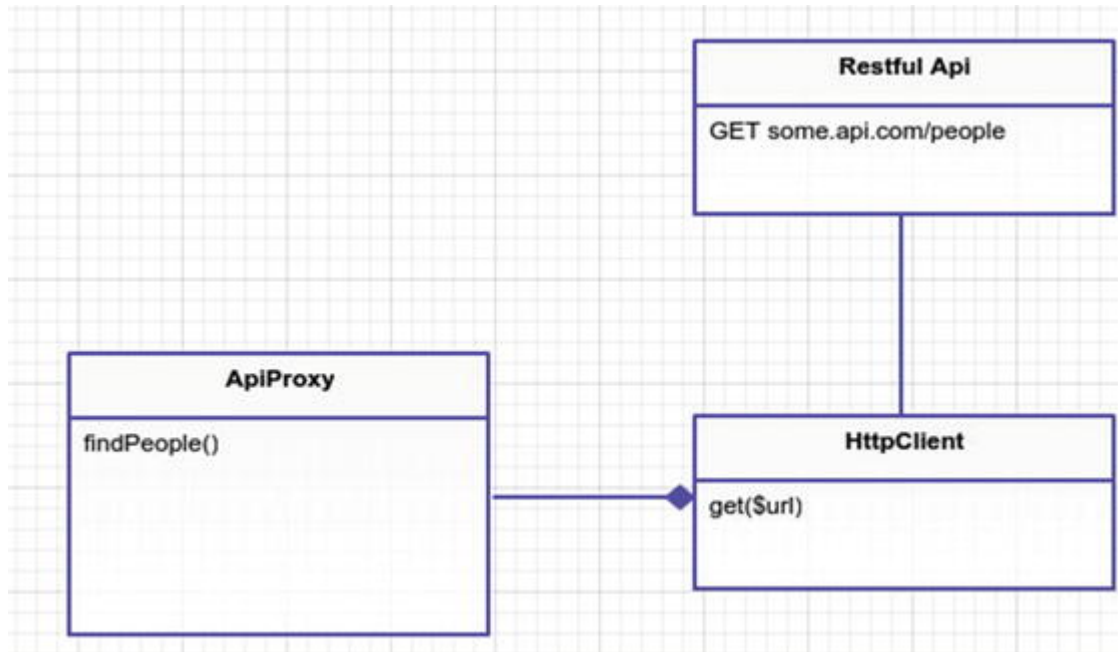 Restful Api
GET some.api.com/people
ApiProxy
findPeople()
HttpClient
get($url)